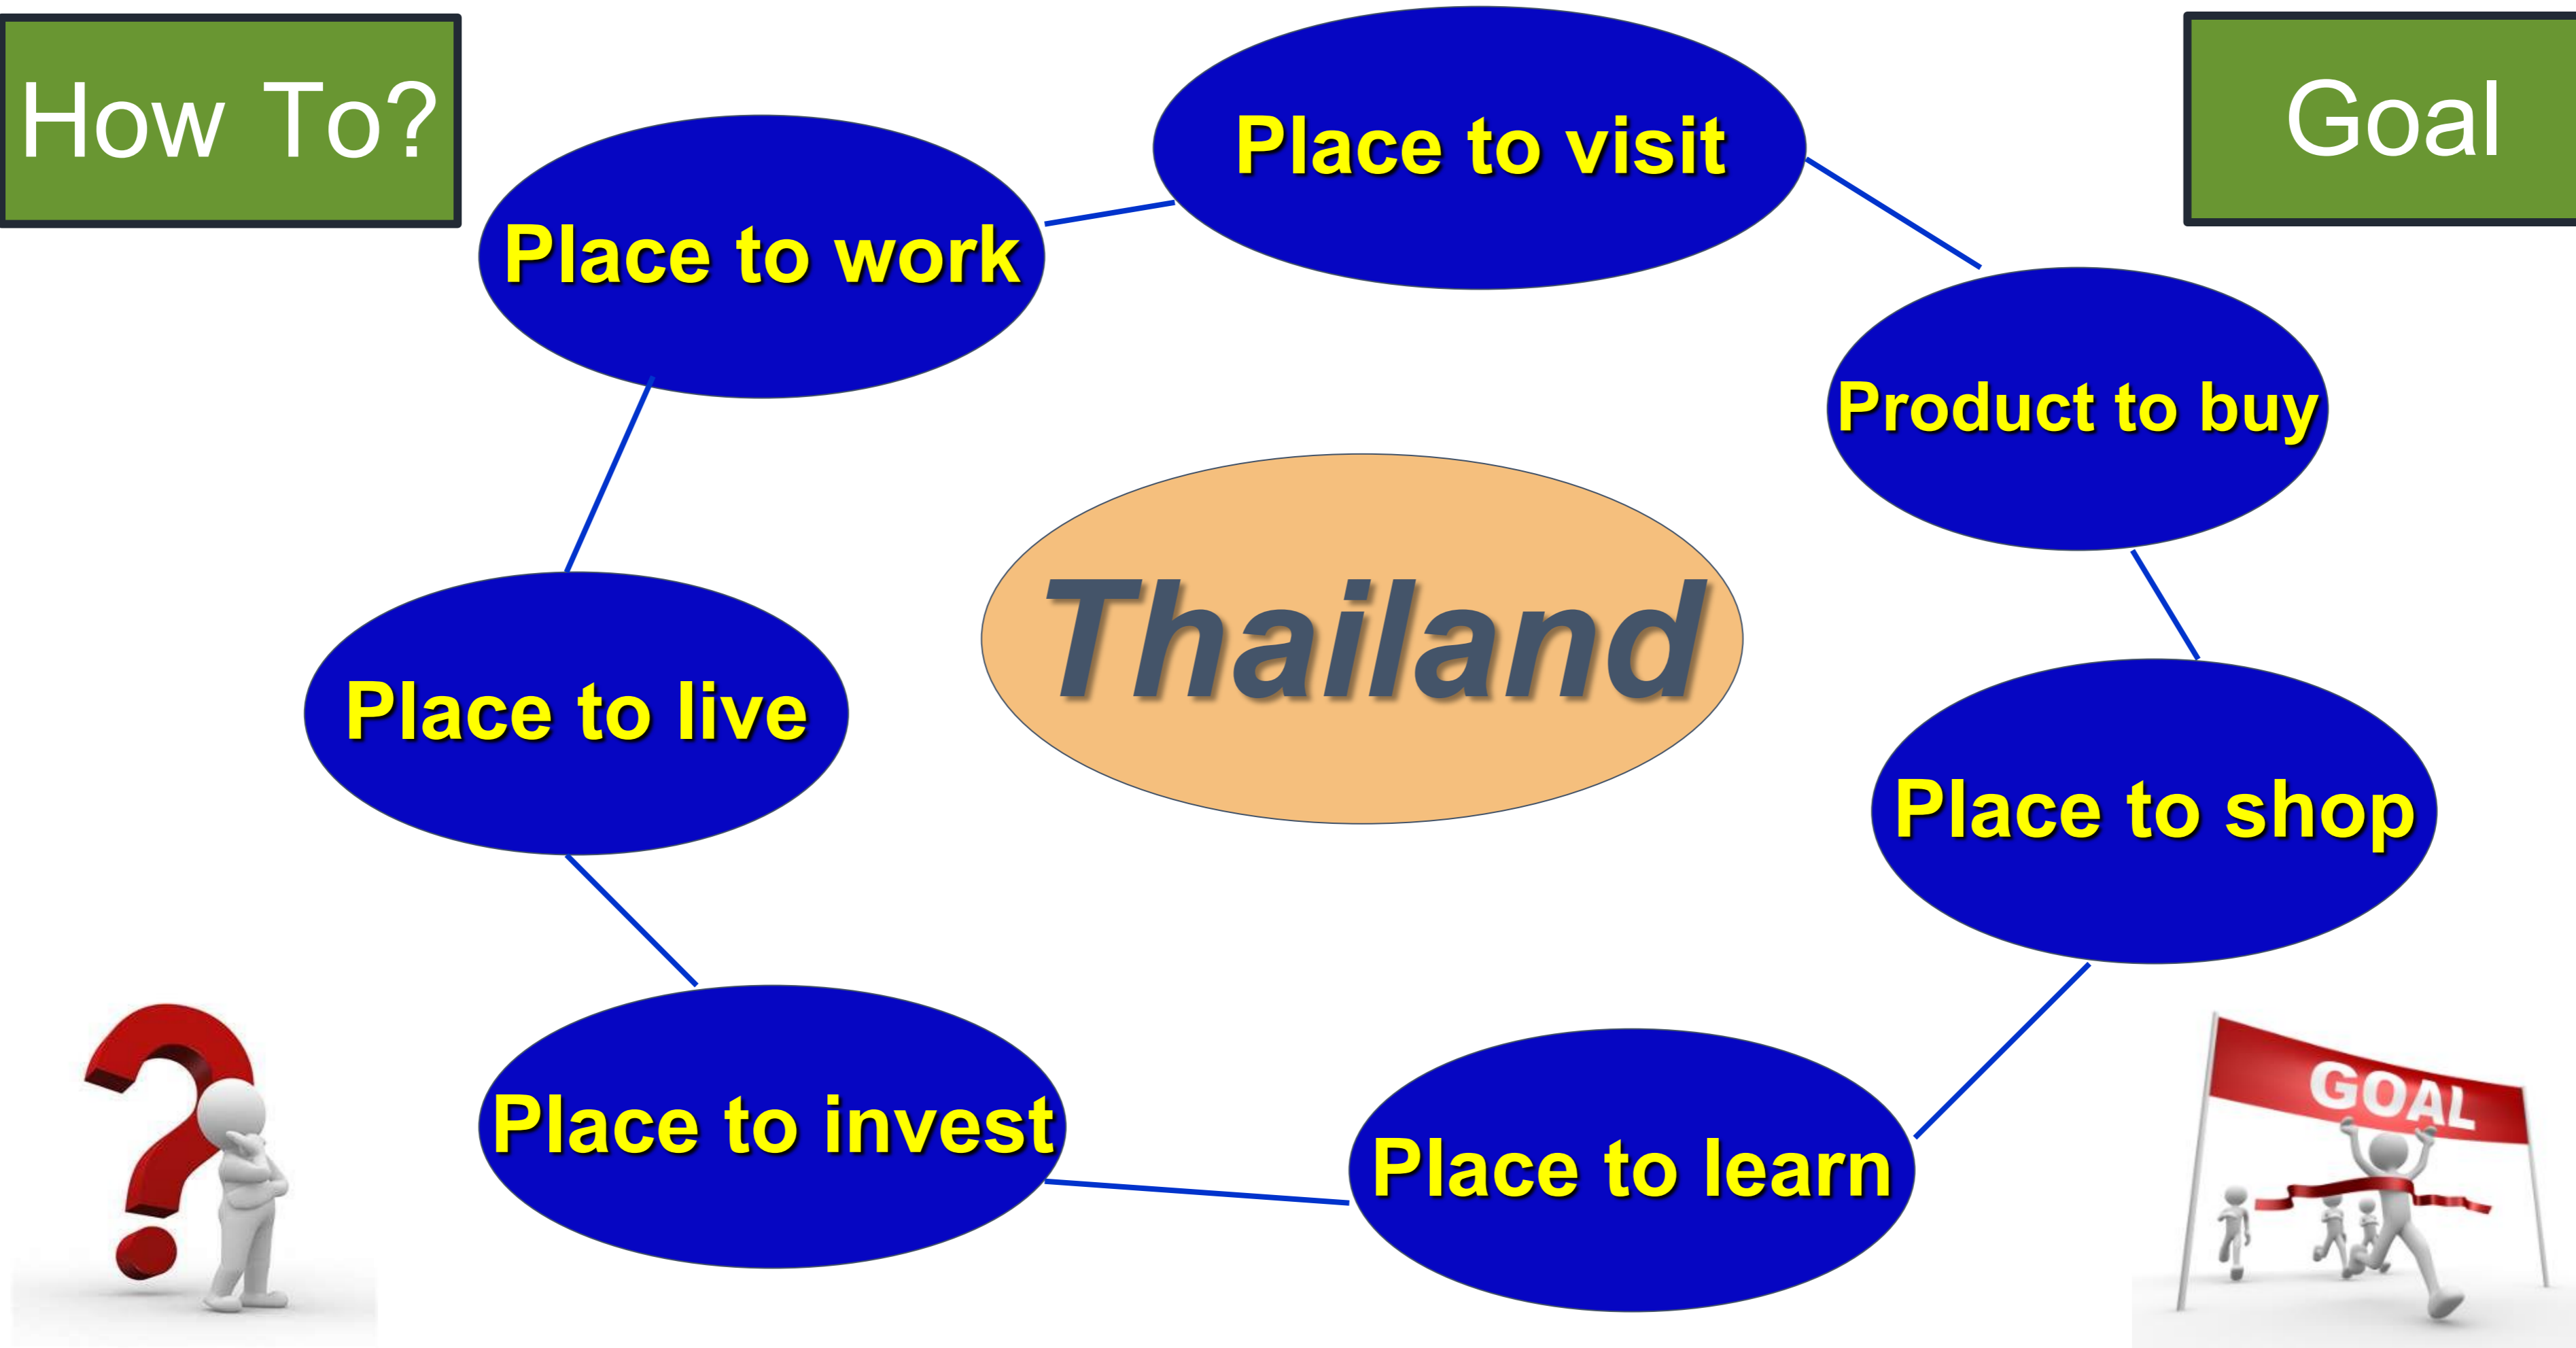 How To?
Goal
Place to visit
Place to work
Product to buy
Thailand
Place to live
Place to shop
Place to invest
Place to learn
GOAL